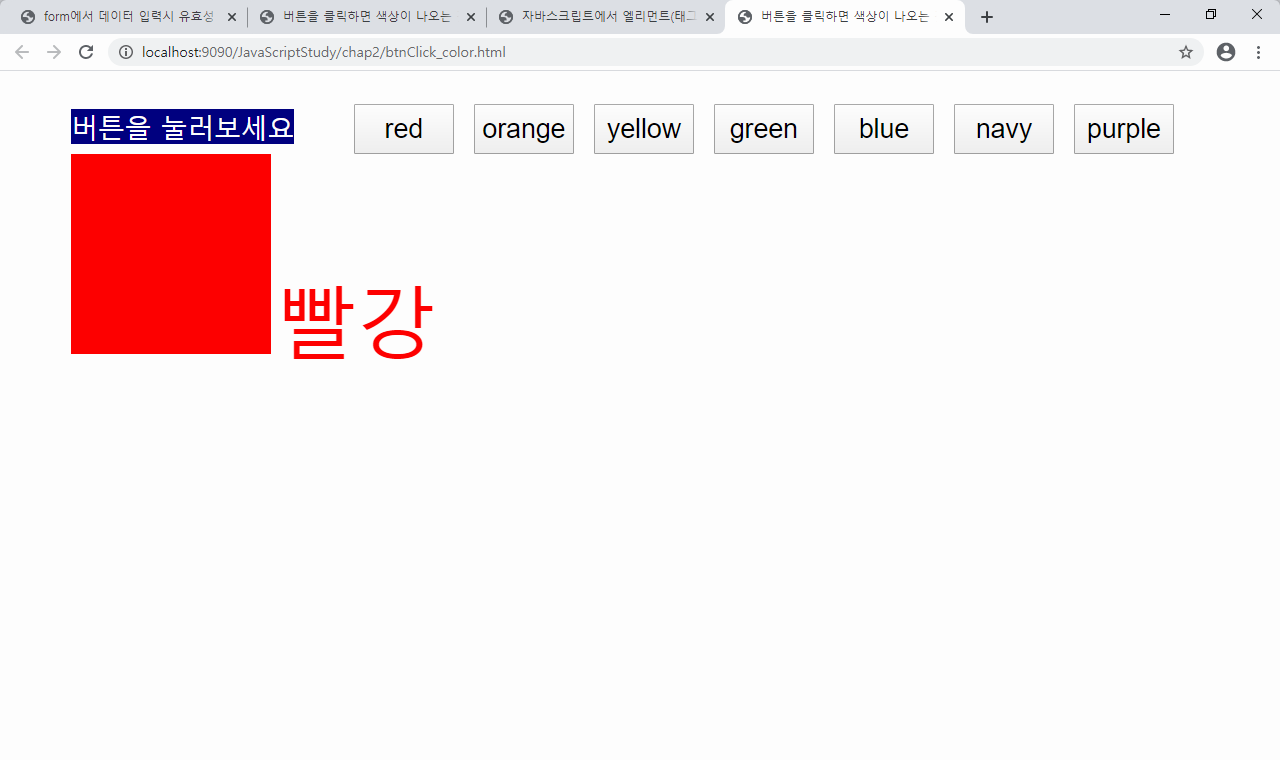 form에서 데이터 입력시 유효성
버튼을 클릭하면 색상이 나오는
자바스크립트에서 엘리먼트(태그
버튼을 클릭하면 색상이 나오는
localhost:9090/JavaScriptStudy/chap2/btnClick_color.html
버튼을 눌러보세요 red orange yellow green blue navy purple
빨강